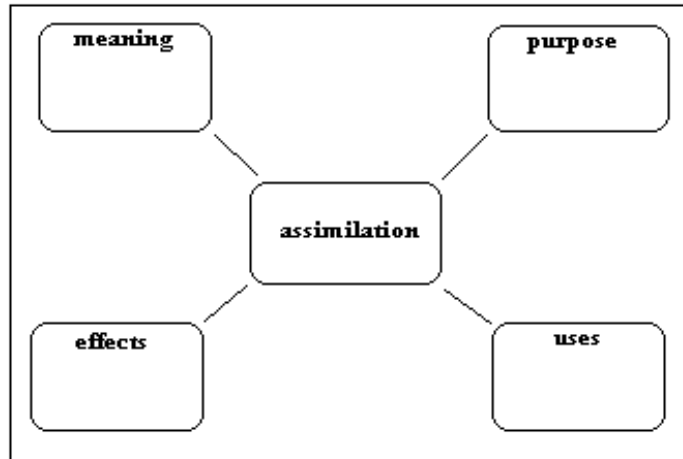 meaning
purpose
assimilation
effects
uses